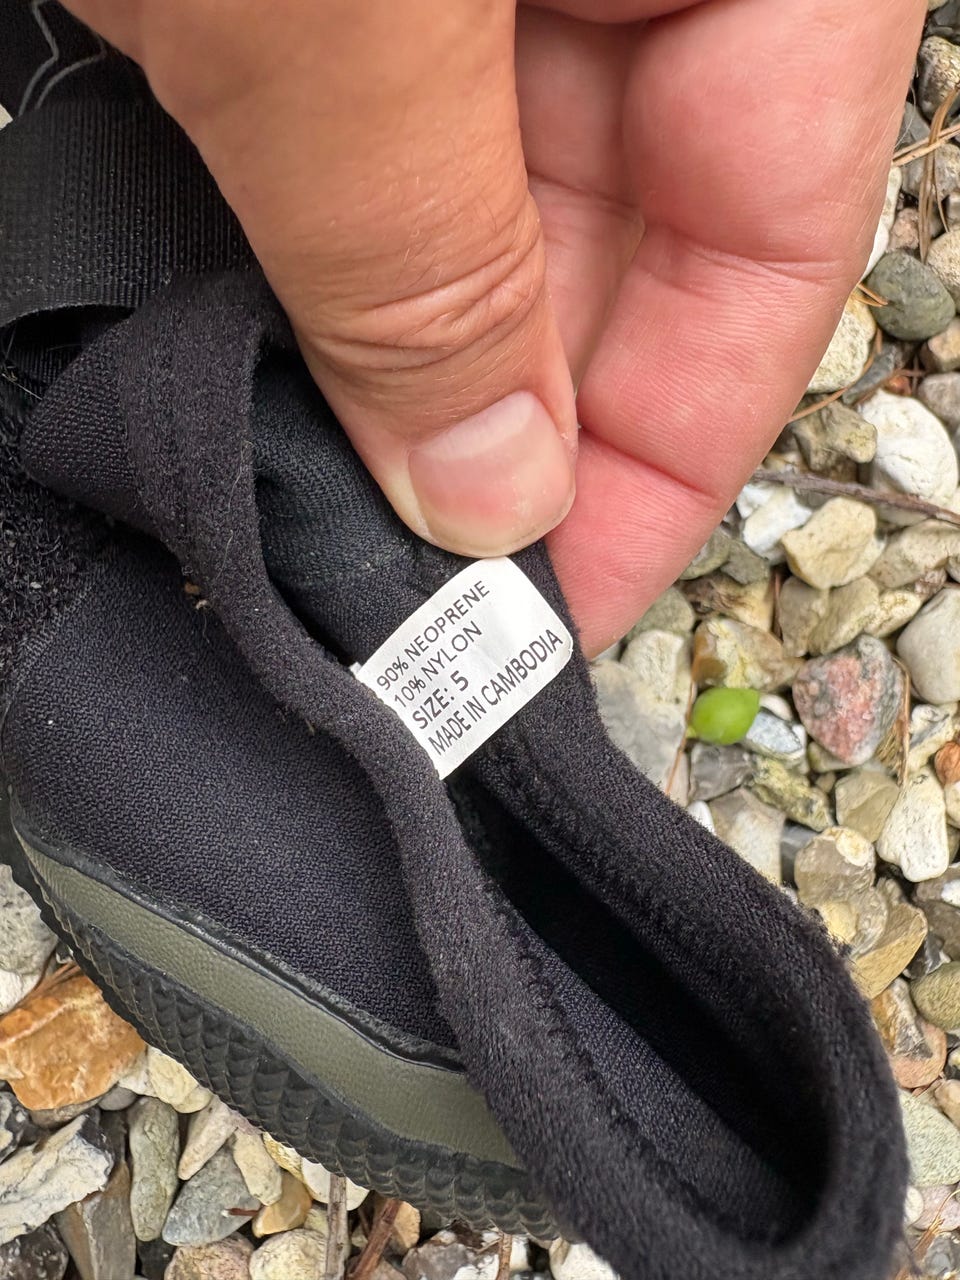 90% NEOPRENE
10% NYLON
SIZE: 5
MADE IN CAMBODIA